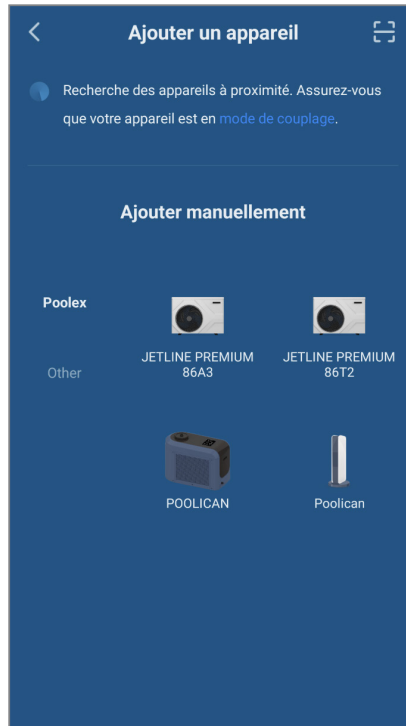 Ajouter un appareil
Recherche des appareils à proximité. Assurez-vous
que votre appareil est en mode de couplage.
Ajouter manuellement
Poolex
Other
JETLINE PREMIUM
86A3
JETLINE PREMIUM
86T2
POOLICAN
Poolican